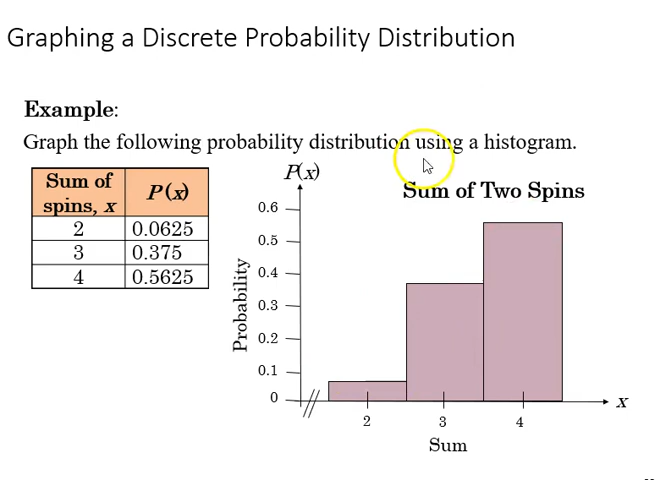 Graphing a Discrete Probability Distribution
Example:
Graph the following probability distribution using a histogram.
Sum of spins, x | P(x)
2 | 0.0625
3 | 0.375
4 | 0.5625
P(x)
Sum of Two Spins
Probability
0.6
0.5
0.4
0.3
0.2
0.1
0
2 3 4
x
Sum